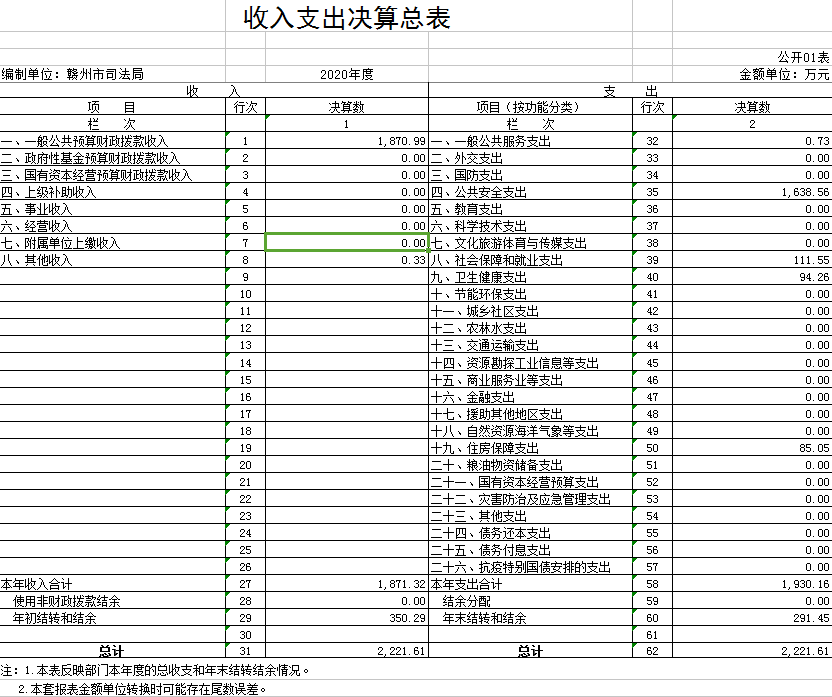 收入支出决算总表
公开01表
编制单位：赣州市司法局 2020年度 金额单位：万元
收 入 支 出
项 目 行次 决算数 项目（按功能分类） 行次 决算数
栏 次 1 栏 次 2
一、一般公共预算财政拨款收入 1 1,870.99 一、一般公共服务支出 32 0.73
二、政府性基金预算财政拨款收入 2 0.00 二、外交支出 33 0.00
三、国有资本经营预算财政拨款收入 3 0.00 三、国防支出 34 0.00
四、上级补助收入 4 0.00 四、公共安全支出 35 1,638.56
五、事业收入 5 0.00 五、教育支出 36 0.00
六、经营收入 6 0.00 六、科学技术支出 37 0.00
七、附属单位上缴收入 7 0.00 七、文化旅游体育与传媒支出 38 0.00
八、其他收入 8 0.33 八、社会保障和就业支出 39 111.55
9 九、卫生健康支出 40 94.26
10 十、节能环保支出 41 0.00
11 十一、城乡社区支出 42 0.00
12 十二、农林水支出 43 0.00
13 十三、交通运输支出 44 0.00
14 十四、资源勘探工业信息等支出 45 0.00
15 十五、商业服务业等支出 46 0.00
16 十六、金融支出 47 0.00
17 十七、援助其他地区支出 48 0.00
18 十八、自然资源海洋气象等支出 49 0.00
19 十九、住房保障支出 50 85.05
20 二十、粮油物资储备支出 51 0.00
21 二十一、国有资本经营预算支出 52 0.00
22 二十二、灾害防治及应急管理支出 53 0.00
23 二十三、其他支出 54 0.00
24 二十四、债务还本支出 55 0.00
25 二十五、债务付息支出 56 0.00
26 二十六、抗疫特别国债安排的支出 57 0.00
本年收入合计 27 1,871.32 本年支出合计 58 1,930.16
使用非财政拨款结余 28 0.00 结余分配 59 0.00
年初结转和结余 29 350.29 年末结转和结余 60 291.45
30 61
总计 31 2,221.61 总计 62 2,221.61
注：1.本表反映部门本年度的总收支和年末结转结余情况。
2.本套报表金额单位转换时可能存在尾数误差。